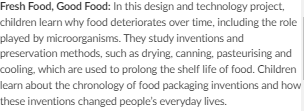 Fresh Food, Good Food: In this design and technology project,
children learn why food deteriorates over time, including the role
played by microorganisms. They study inventions and
preservation methods, such as drying, canning, pasteurising and
cooling, which are used to prolong the shelf life of food. Children
learn about the chronology of food packaging inventions and how
these inventions changed people's everyday lives.